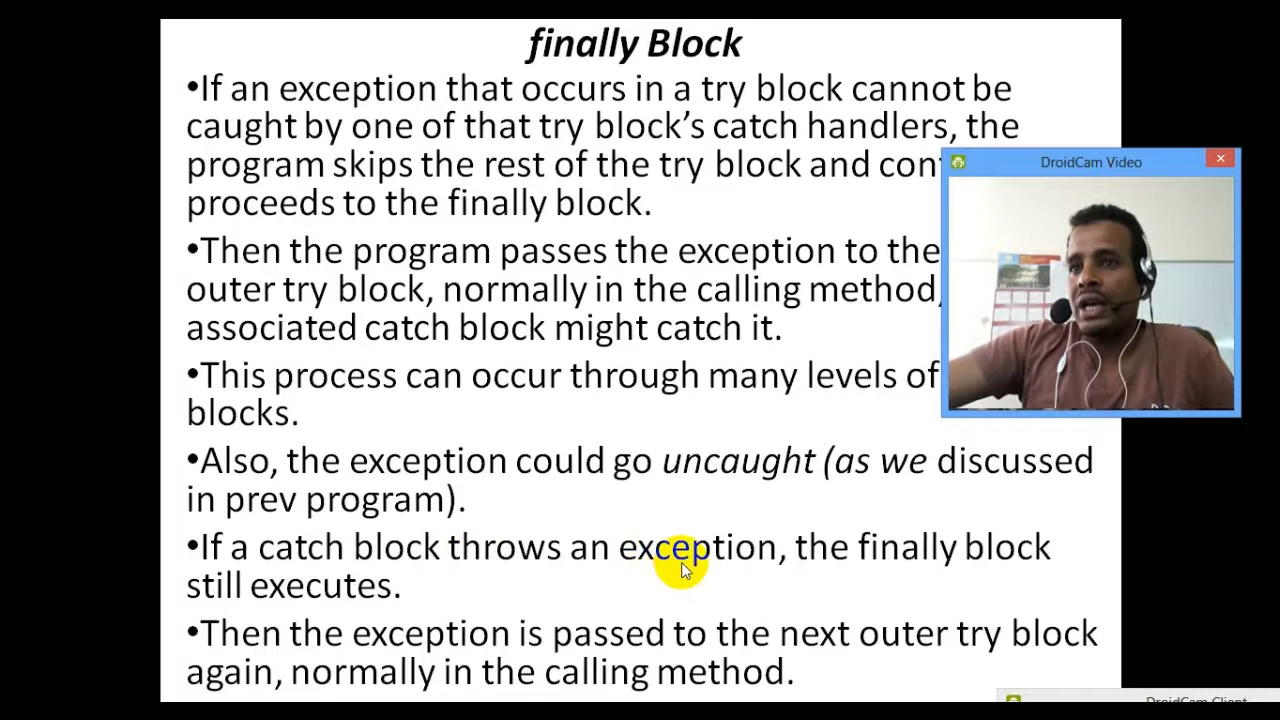 finally Block
•If an exception that occurs in a try block cannot be
caught by one of that try block’s catch handlers, the
program skips the rest of the try block and
proceeds to the finally block.
•Then the program passes the exception to the
outer try block, normally in the calling method,
associated catch block might catch it.
•This process can occur through many levels of
blocks.
•Also, the exception could go uncaught (as we discussed
in prev program).
•If a catch block throws an exception, the finally block
still executes.
•Then the exception is passed to the next outer try block
again, normally in the calling method.
DroidCam Video
DroidCam Client